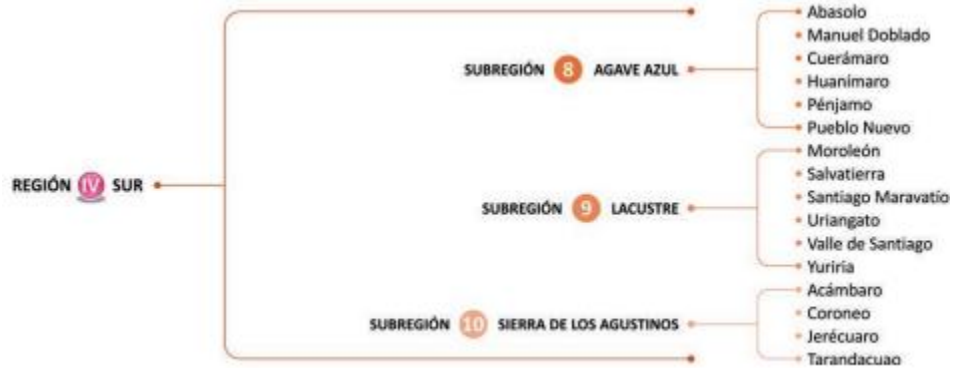 REGIÓN IV SUR
SUBREGIÓN 8 AGAVE AZUL
Abasolo
Manuel Doblado
Cuerámaro
Huanímaro
Pénjamo
Pueblo Nuevo
SUBREGIÓN 9 LACUSTRE
Moroleón
Salvatierra
Santiago Maravatío
Uriangato
Valle de Santiago
Yuriria
SUBREGIÓN 10 SIERRA DE LOS AGUSTINOS
Acámbaro
Coroneo
Jerécuaro
Tarandacuao